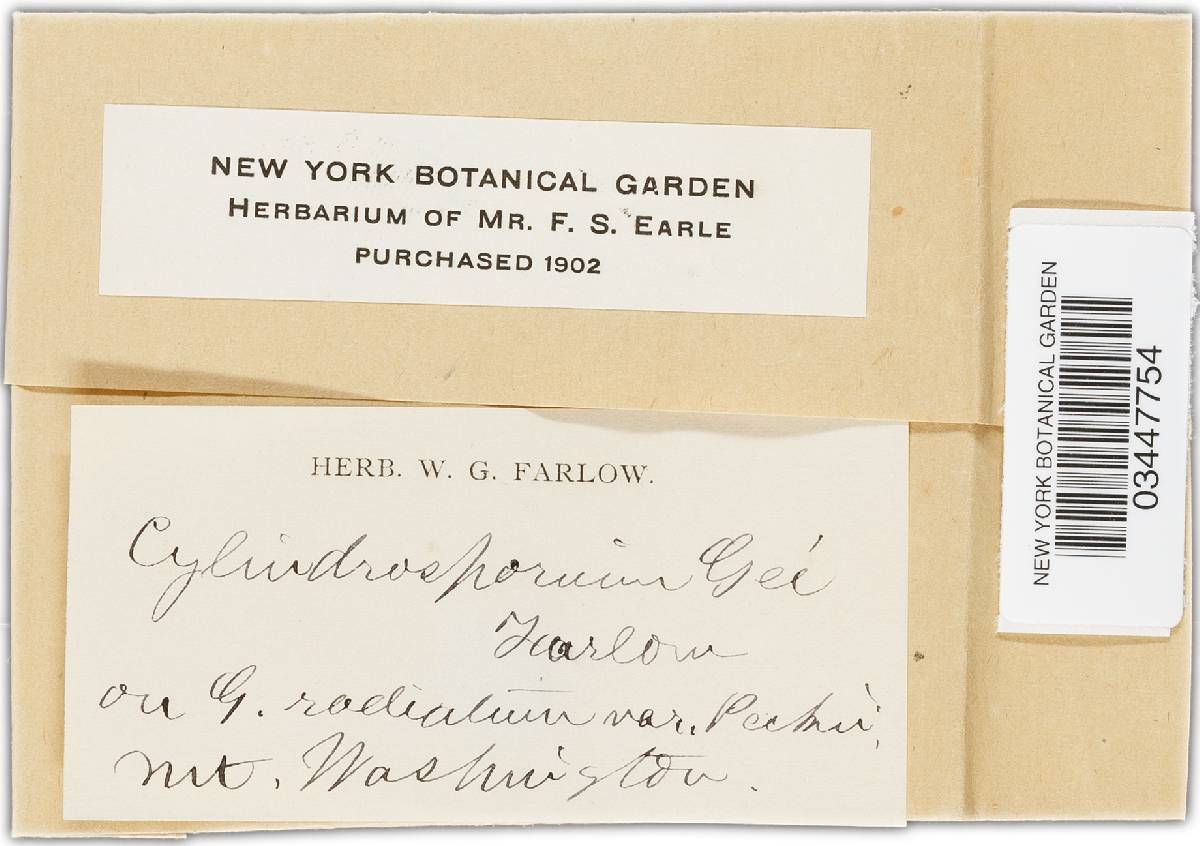 NEW YORK BOTANICAL GARDEN
HERBARIUM OF MR. F. S. EARLE
PURCHASED 1902
HERB. W. G. FARLOW.
Cylindrosporium Gei
Farlow
on G. radiatum var. Peckii,
Mt. Washington.
NEW YORK BOTANICAL GARDEN
03447754